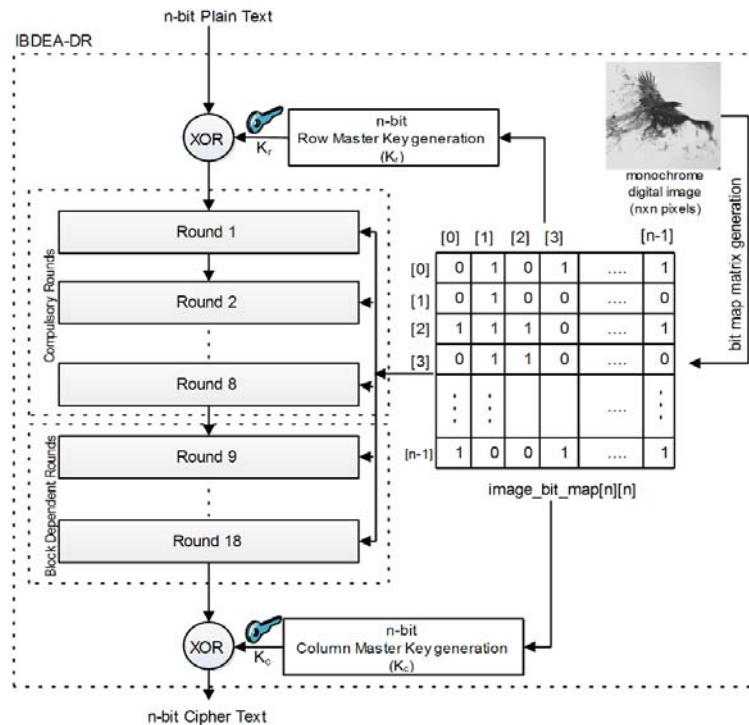 n-bit Plain Text
IBDEA-DR
XOR
K_r
n-bit
Row Master Key generation
(K_r)
monochrome
digital image
(nxn pixels)
bit map matrix generation
Compulsory Rounds
Round 1
Round 2
Round 8
Block Dependent Rounds
Round 9
Round 18
[0] [1] [2] [3] [n-1]
[0] 0 1 0 1 .... 1
[1] 0 1 0 0 .... 0
[2] 1 1 1 0 .... 1
[3] 0 1 1 0 .... 0
....
[n-1] 1 0 0 1 .... 1
image_bit_map[n][n]
XOR
K_c
n-bit
Column Master Key generation
(K_c)
n-bit Cipher Text